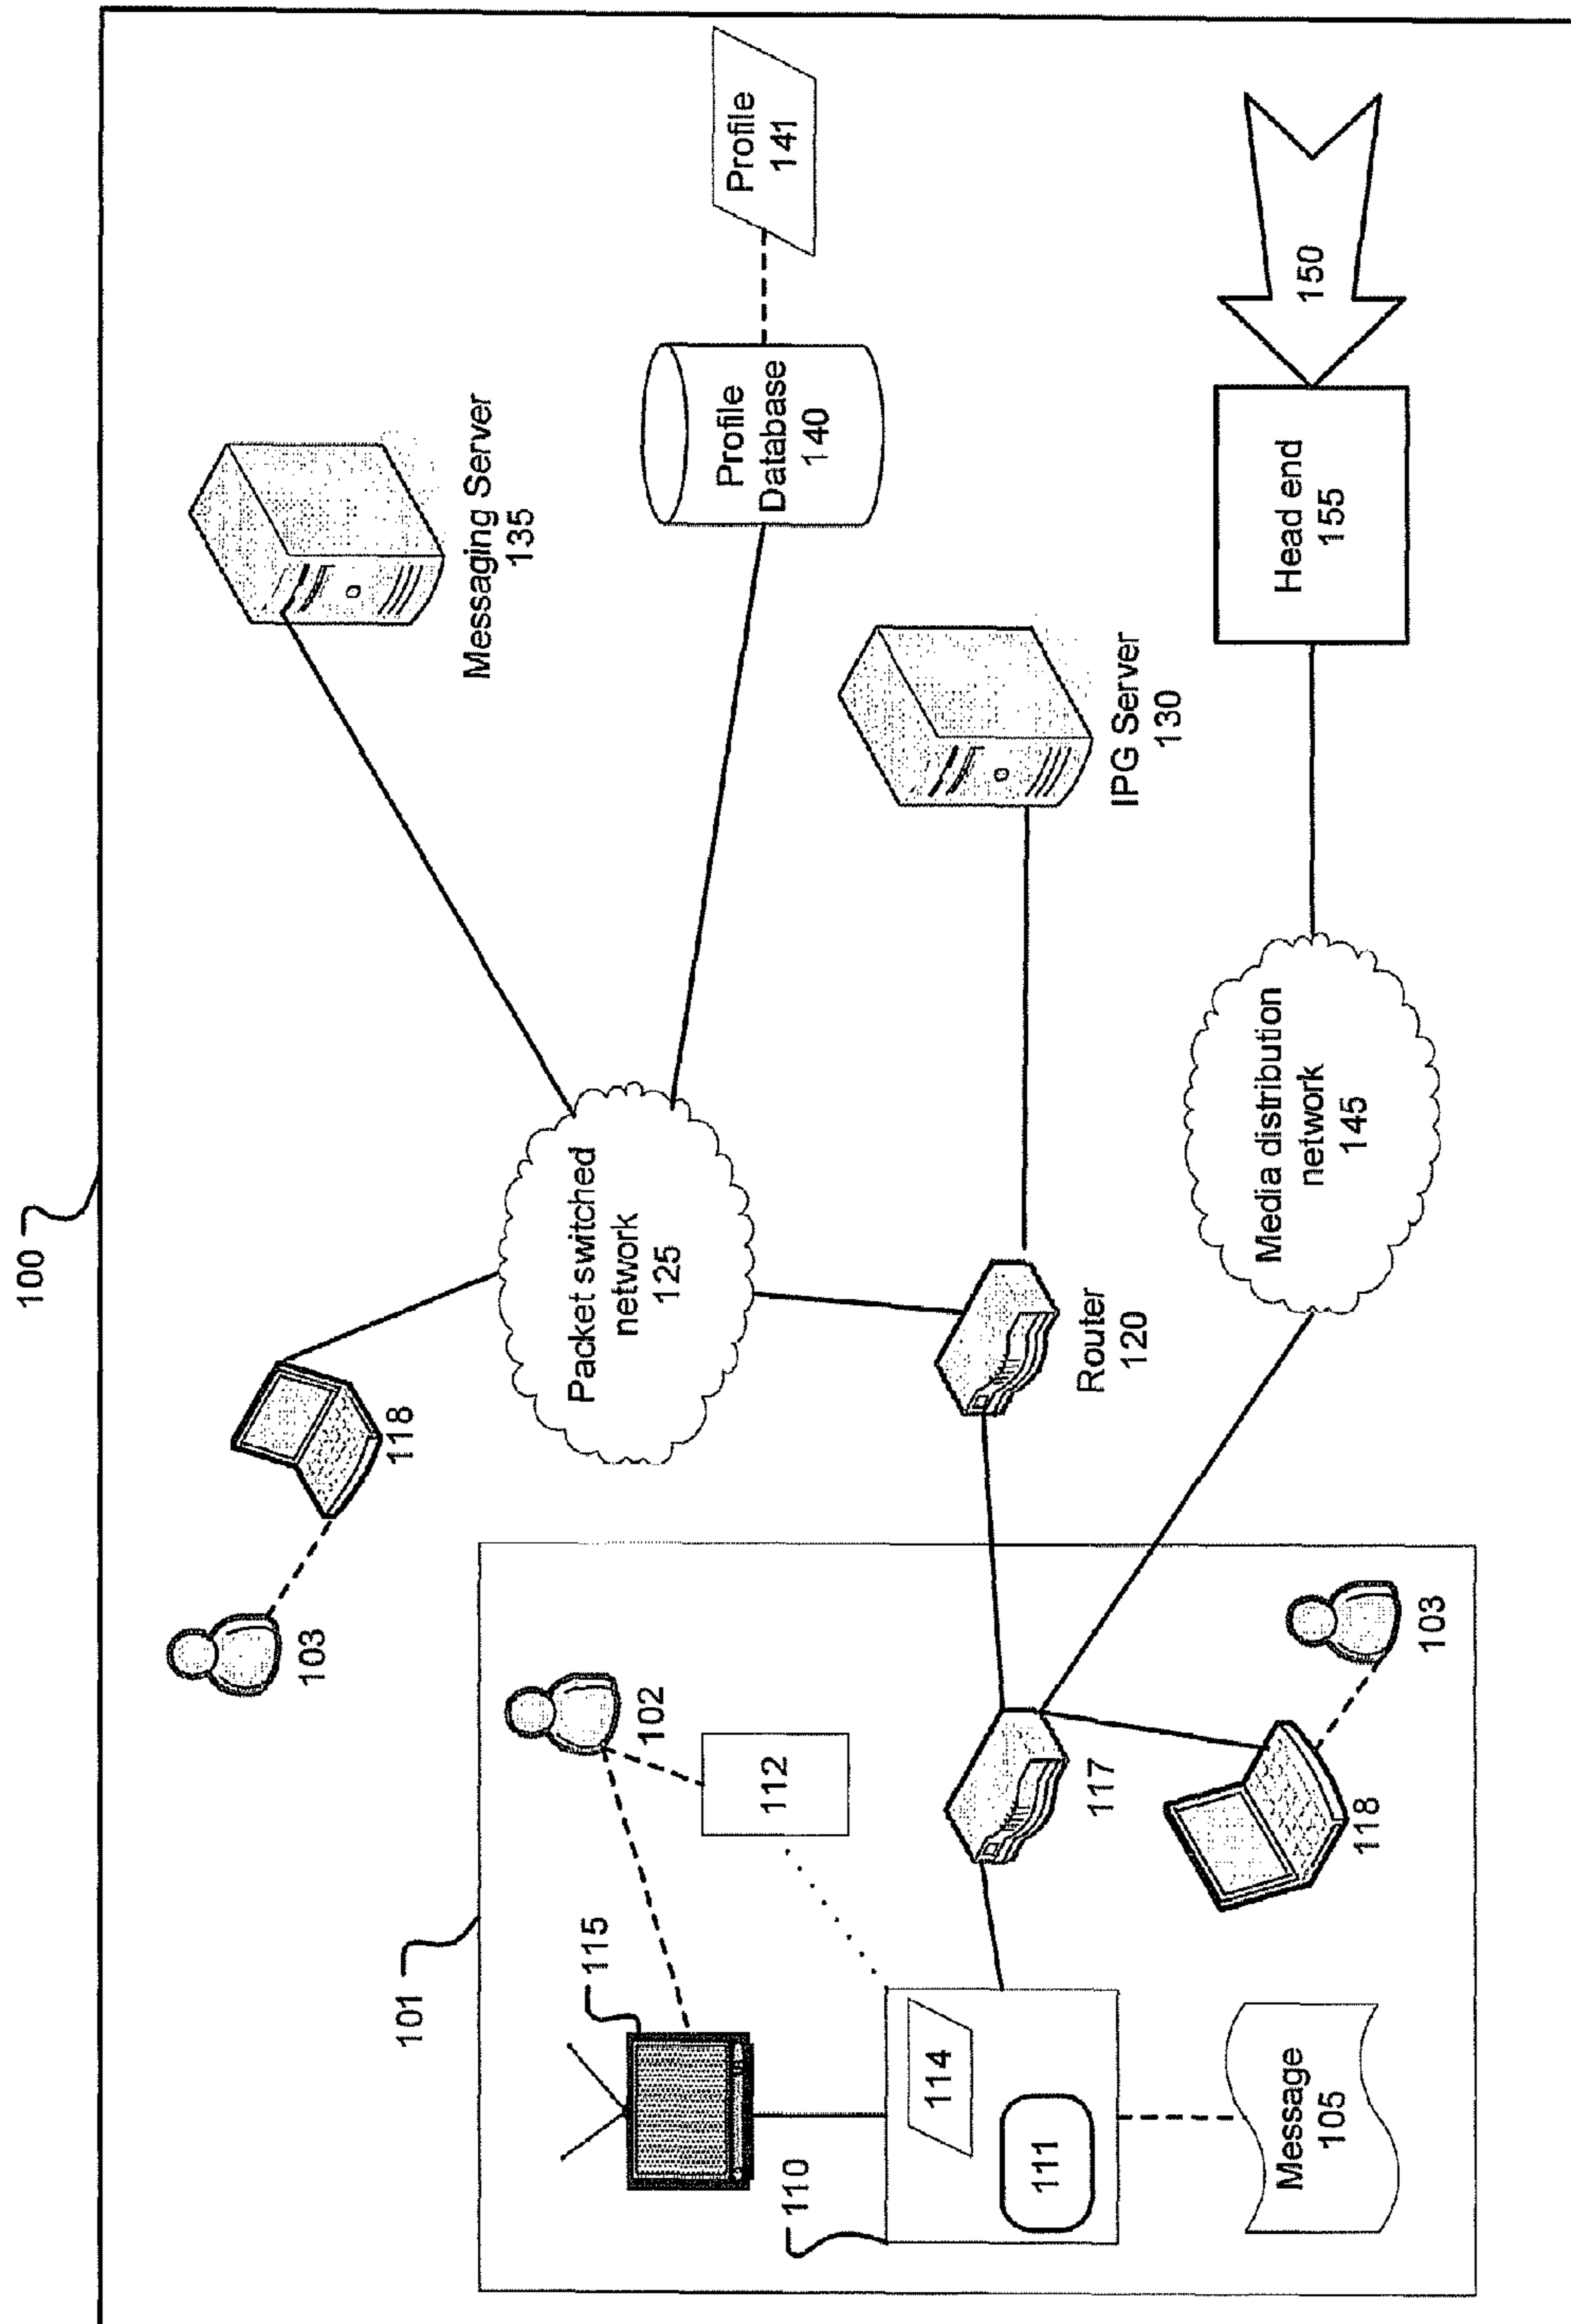 100
103
118
Messaging Server
135
101
115
102
Packet switched
network
125
Profile
Database
140
Profile
141
112
110
114
111
117
Router
120
IPG Server
130
Message
105
118
103
Media distribution
network
145
Head end
155
150